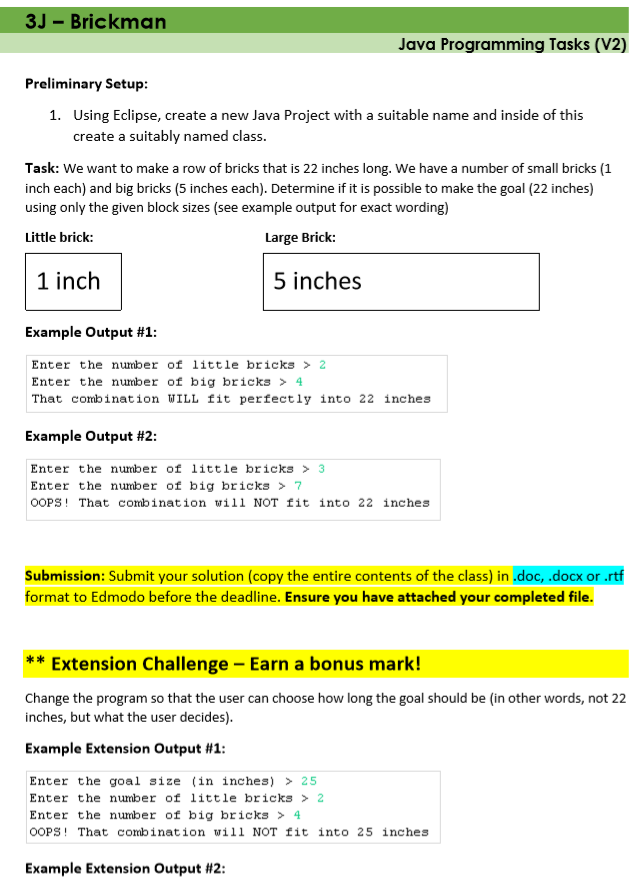 3J – Brickman
Java Programming Tasks (V2)
Preliminary Setup:
1. Using Eclipse, create a new Java Project with a suitable name and inside of this
create a suitably named class.
Task: We want to make a row of bricks that is 22 inches long. We have a number of small bricks (1
inch each) and big bricks (5 inches each). Determine if it is possible to make the goal (22 inches)
using only the given block sizes (see example output for exact wording)
Little brick:
Large Brick:
1 inch
5 inches
Example Output #1:
Enter the number of little bricks > 2
Enter the number of big bricks > 4
That combination WILL fit perfectly into 22 inches
Example Output #2:
Enter the number of little bricks > 3
Enter the number of big bricks > 7
OOPS! That combination will NOT fit into 22 inches
Submission: Submit your solution (copy the entire contents of the class) in .doc, .docx or .rtf
format to Edmodo before the deadline. Ensure you have attached your completed file.
** Extension Challenge – Earn a bonus mark!
Change the program so that the user can choose how long the goal should be (in other words, not 22
inches, but what the user decides).
Example Extension Output #1:
Enter the goal size (in inches) > 25
Enter the number of little bricks > 2
Enter the number of big bricks > 4
OOPS! That combination will NOT fit into 25 inches
Example Extension Output #2: